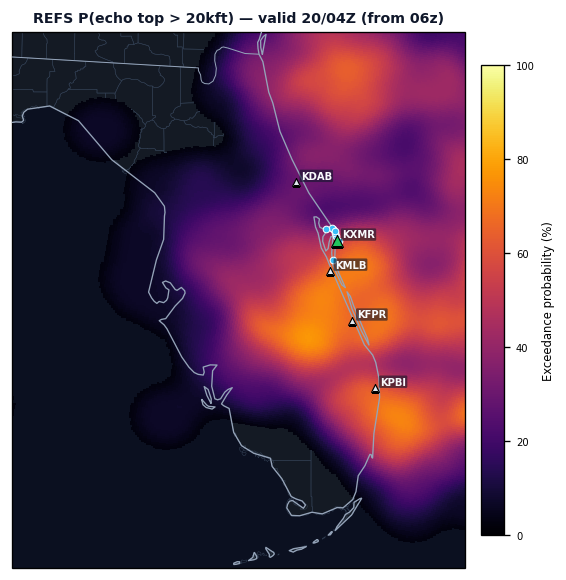 REFS P(echo top > 20kft) — valid 20/04Z (from 06z)
KDAB
KXMR
KMLB
KFPR
KPBI
100
80
60
40
20
0
Exceedance probability (%)